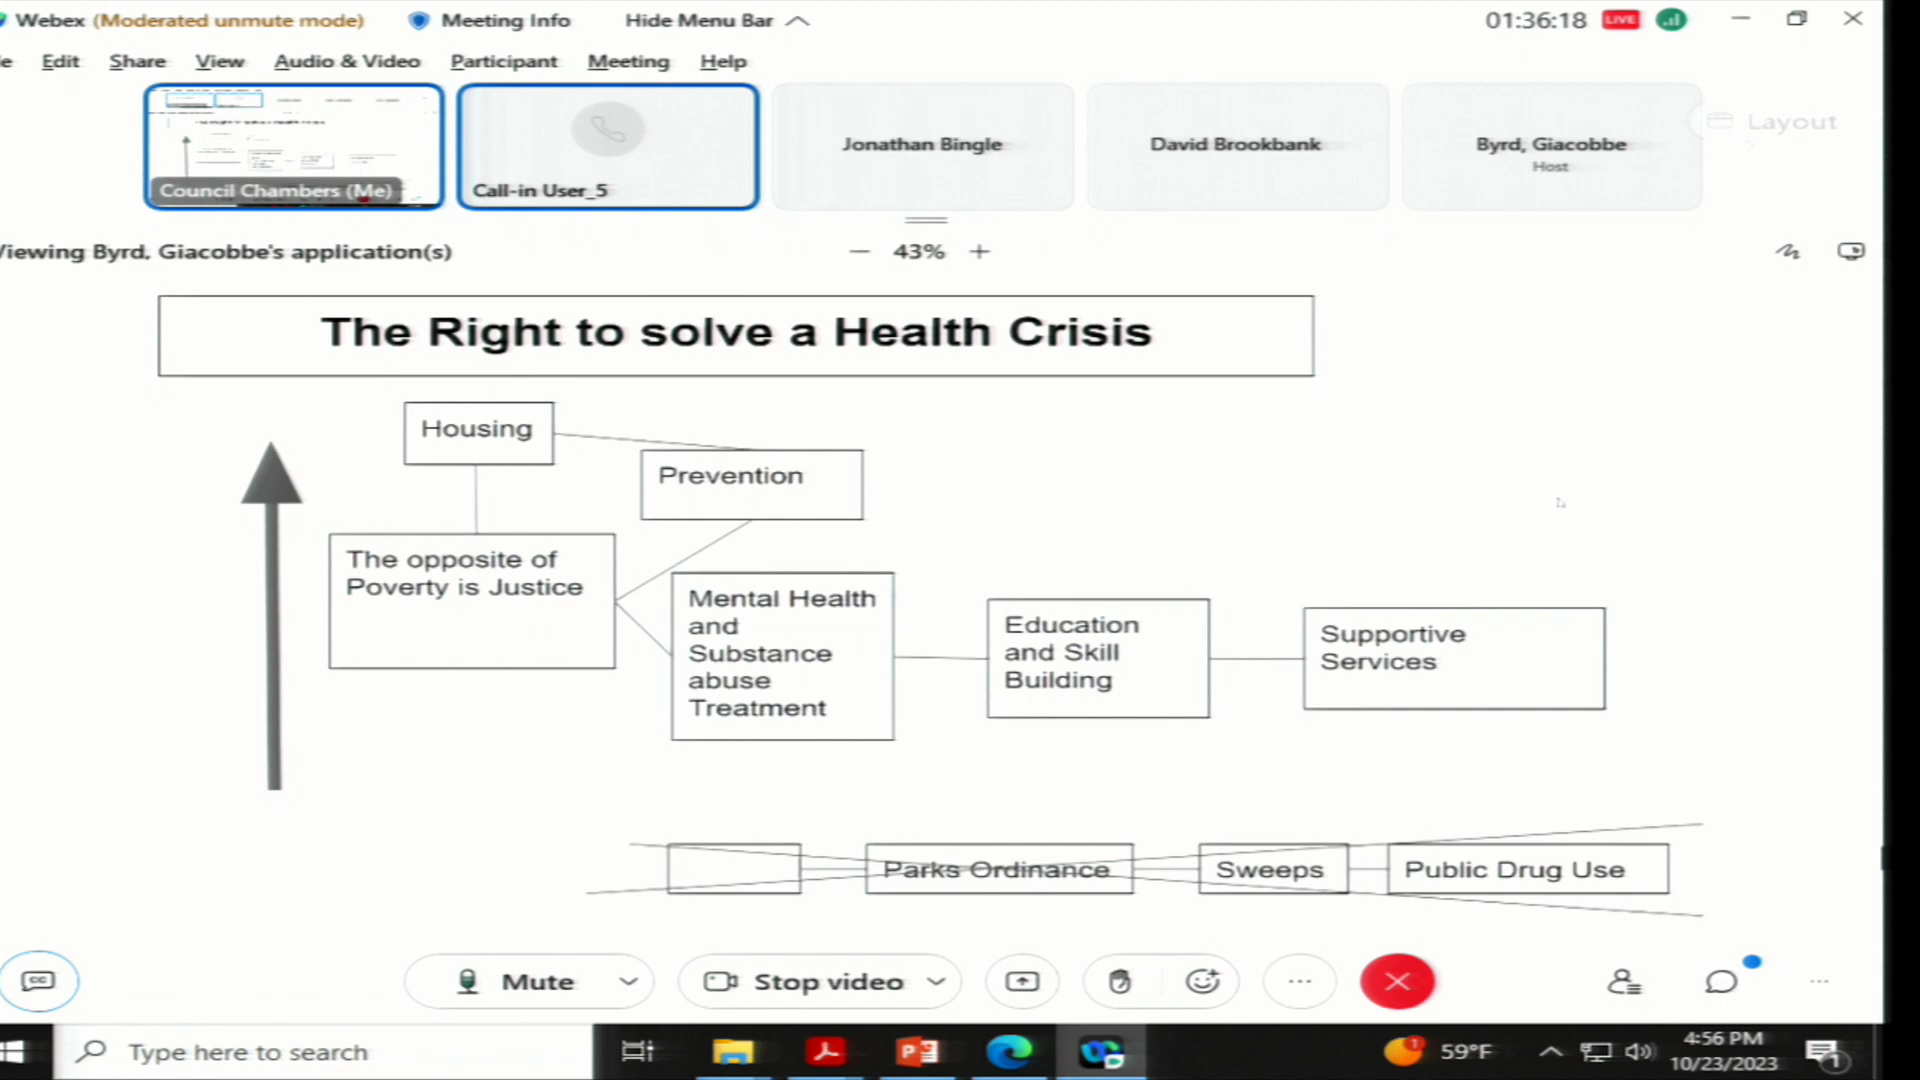 Webex (Moderated unmute mode) Meeting Info Hide Menu Bar 01:36:18 LIVE
Edit Share View Audio & Video Participant Meeting Help
Council Chambers (Me)
Call-in User_5
Jonathan Bingle
David Brookbank
Byrd, Giacobbe
Host
Layout
Viewing Byrd, Giacobbe's application(s) 43%
The Right to solve a Health Crisis
Housing
Prevention
The opposite of
Poverty is Justice
Mental Health
and
Substance
abuse
Treatment
Education
and Skill
Building
Supportive
Services
Parks Ordinance
Sweeps
Public Drug Use
CC
Mute
Stop video
Type here to search
1
59°F
4:56 PM
10/23/2023
1